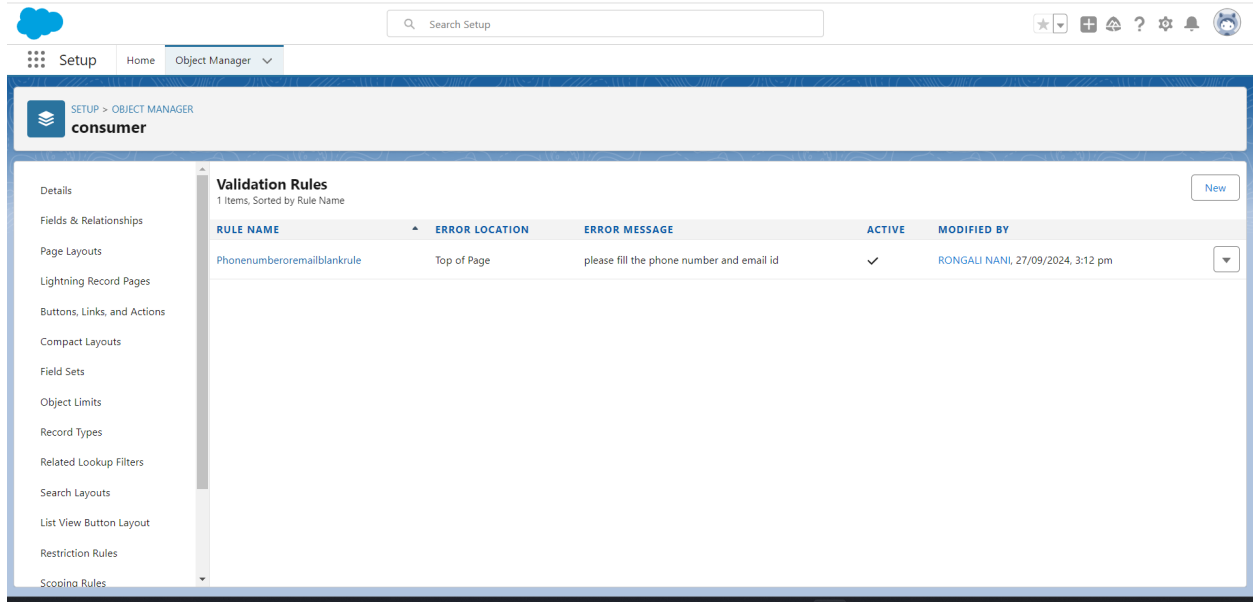 Search Setup
Setup
Home
Object Manager
SETUP > OBJECT MANAGER
consumer
Details
Fields & Relationships
Page Layouts
Lightning Record Pages
Buttons, Links, and Actions
Compact Layouts
Field Sets
Object Limits
Record Types
Related Lookup Filters
Search Layouts
List View Button Layout
Restriction Rules
Scoping Rules
Validation Rules
1 Items, Sorted by Rule Name
New
RULE NAME ERROR LOCATION ERROR MESSAGE ACTIVE MODIFIED BY
Phonenumberoremailblankrule Top of Page please fill the phone number and email id RONGALI NANI, 27/09/2024, 3:12 pm